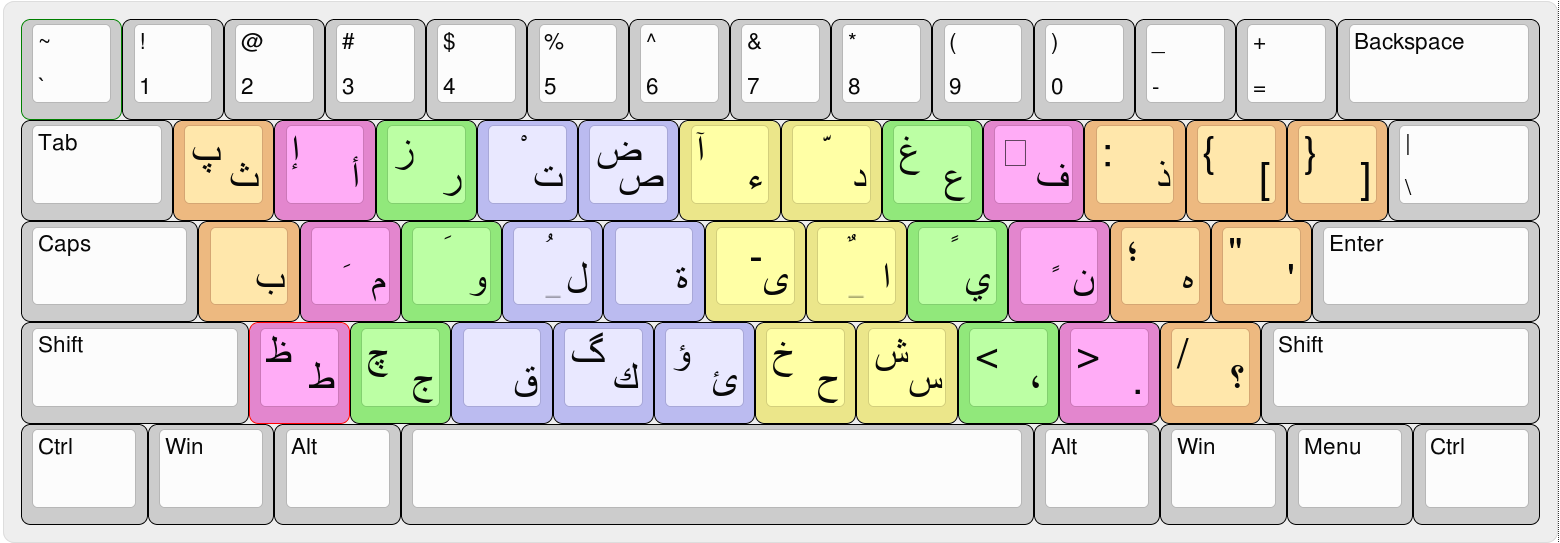 ~ ` ! 1 @ 2 # 3 $ 4 % 5 ^ 6 & 7 * 8 ( 9 ) 0 _ - + = Backspace
Tab پ ث إ أ ز ر ْ ت ض ص آ ء ّ د غ ع ف : ذ { [ } ] | \
Caps ب م َ َ و ُ ل ة ى ا ً ي ن ً ؛ ه " ' Enter
Shift ظ ط چ ج ق گ ك ؤ ئ خ ح ش س < ، > . / ؟ Shift
Ctrl Win Alt Alt Win Menu Ctrl